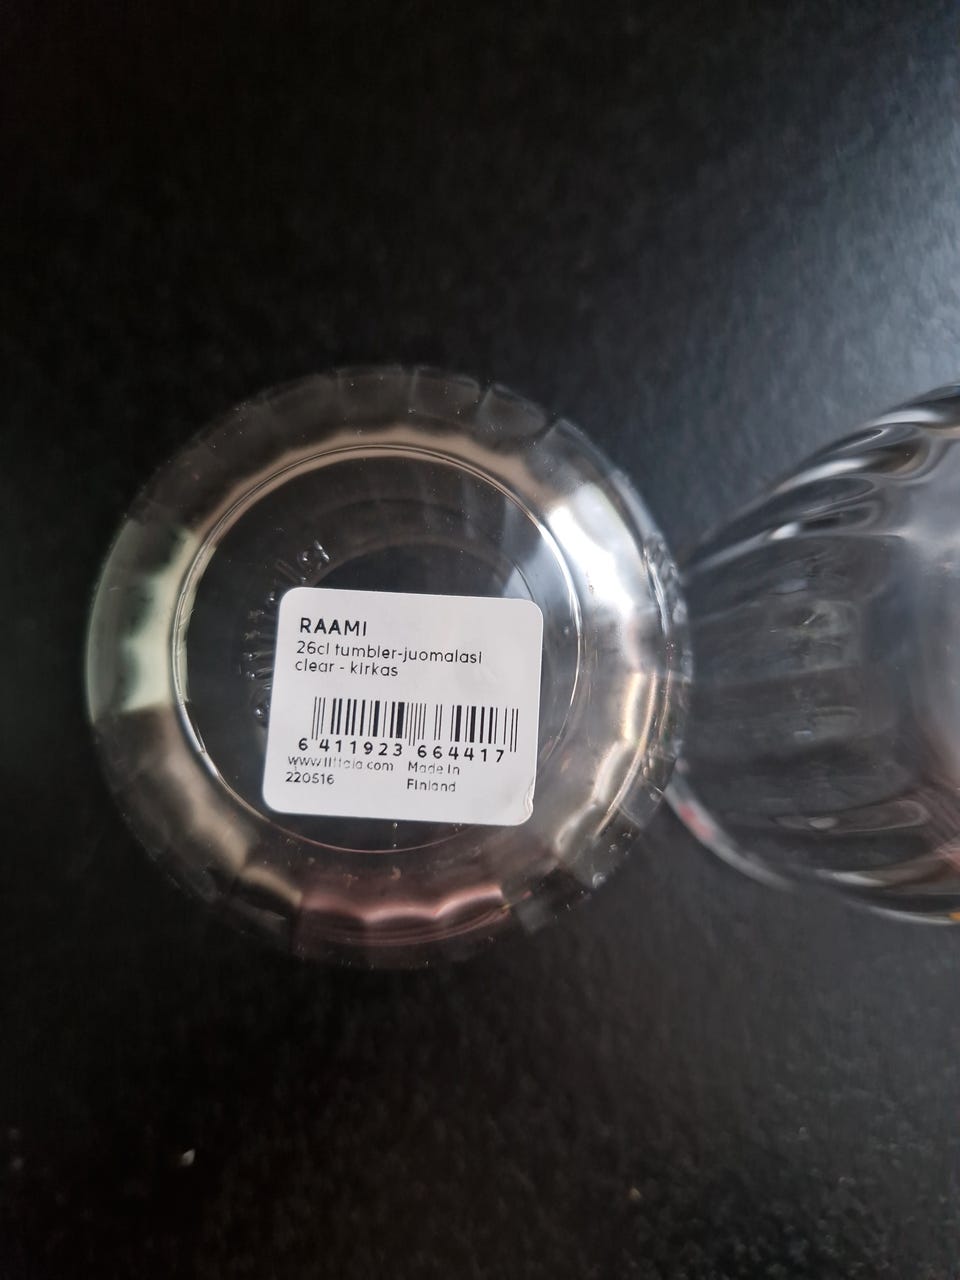 RAAMI
26cl tumbler-juomalasi
clear - kirkas
6 411923 664417
www.iittala.com Made in
220516 Finland